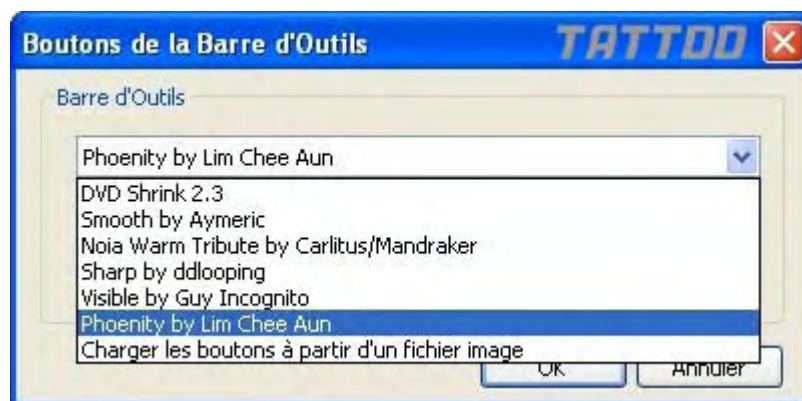 Boutons de la Barre d'Outils TATTOO
Barre d'Outils
Phoenity by Lim Chee Aun
DVD Shrink 2.3
Smooth by Aymeric
Noia Warm Tribute by Carlitus/Mandraker
Sharp by ddlooping
Visible by Guy Incognito
Phoenity by Lim Chee Aun
Charger les boutons à partir d'un fichier image
OK Annuler